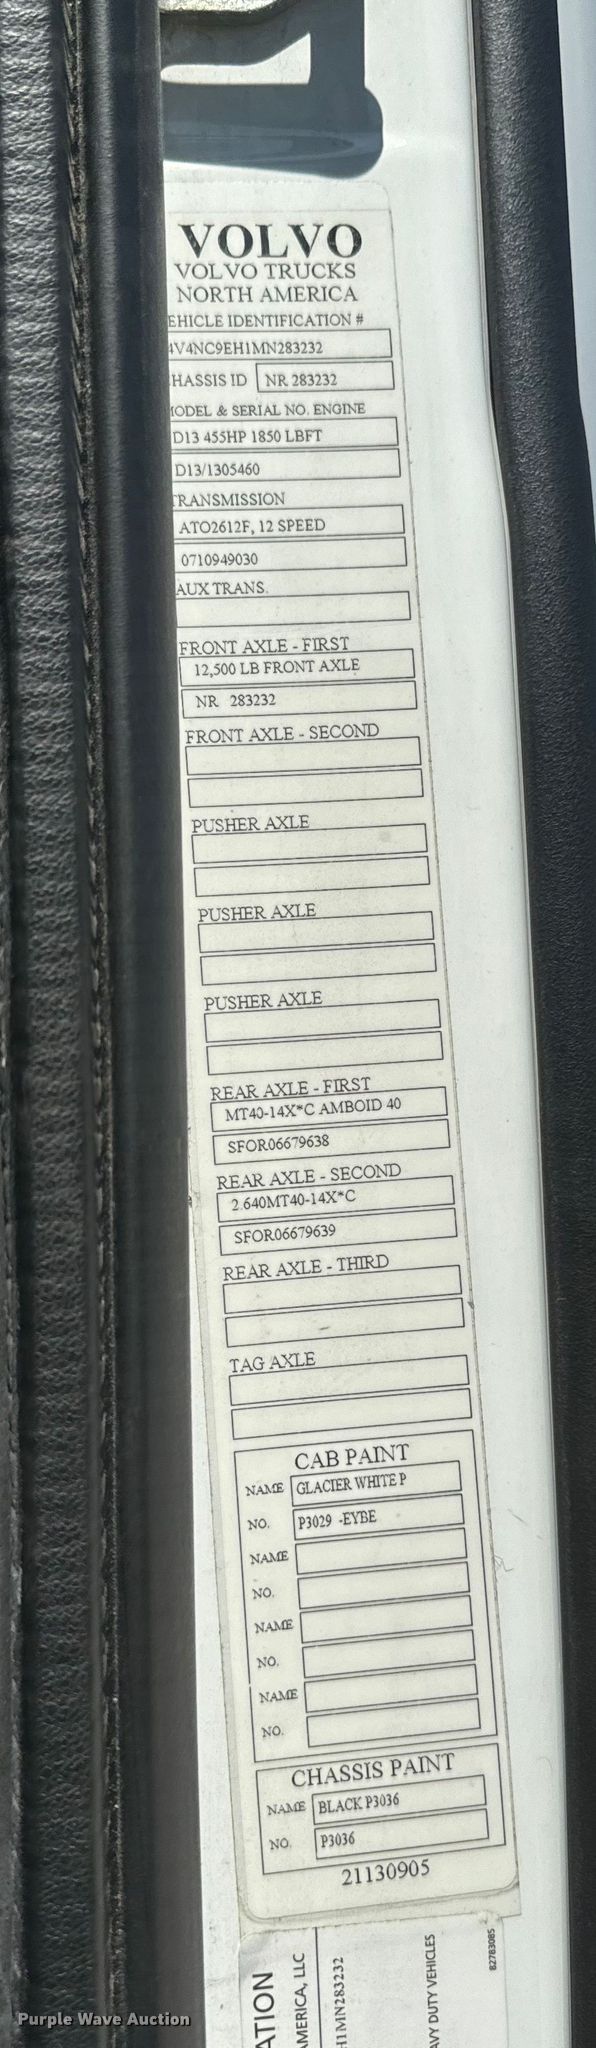 VOLVO
VOLVO TRUCKS
NORTH AMERICA
EHICLE IDENTIFICATION #
4V4NC9EH1MN283232
HASSIS ID NR 283232
MODEL & SERIAL NO. ENGINE
D13 455HP 1850 LBFT
D13/1305460
TRANSMISSION
ATO2612F, 12 SPEED
0710949030
AUX TRANS.
FRONT AXLE - FIRST
12,500 LB FRONT AXLE
NR 283232
FRONT AXLE - SECOND
PUSHER AXLE
PUSHER AXLE
PUSHER AXLE
REAR AXLE - FIRST
MT40-14X*C AMBOID 40
SFOR06679638
REAR AXLE - SECOND
2.640MT40-14X*C
SFOR06679639
REAR AXLE - THIRD
TAG AXLE
CAB PAINT
NAME GLACIER WHITE P
NO. P3029 -EYBE
NAME
NO.
NAME
NO.
NAME
NO.
CHASSIS PAINT
NAME BLACK P3036
NO. P3036
21130905
ATION
AMERICA, LLC
H1MN283232
AVY DUTY VEHICLES
82783085
Purple Wave Auction